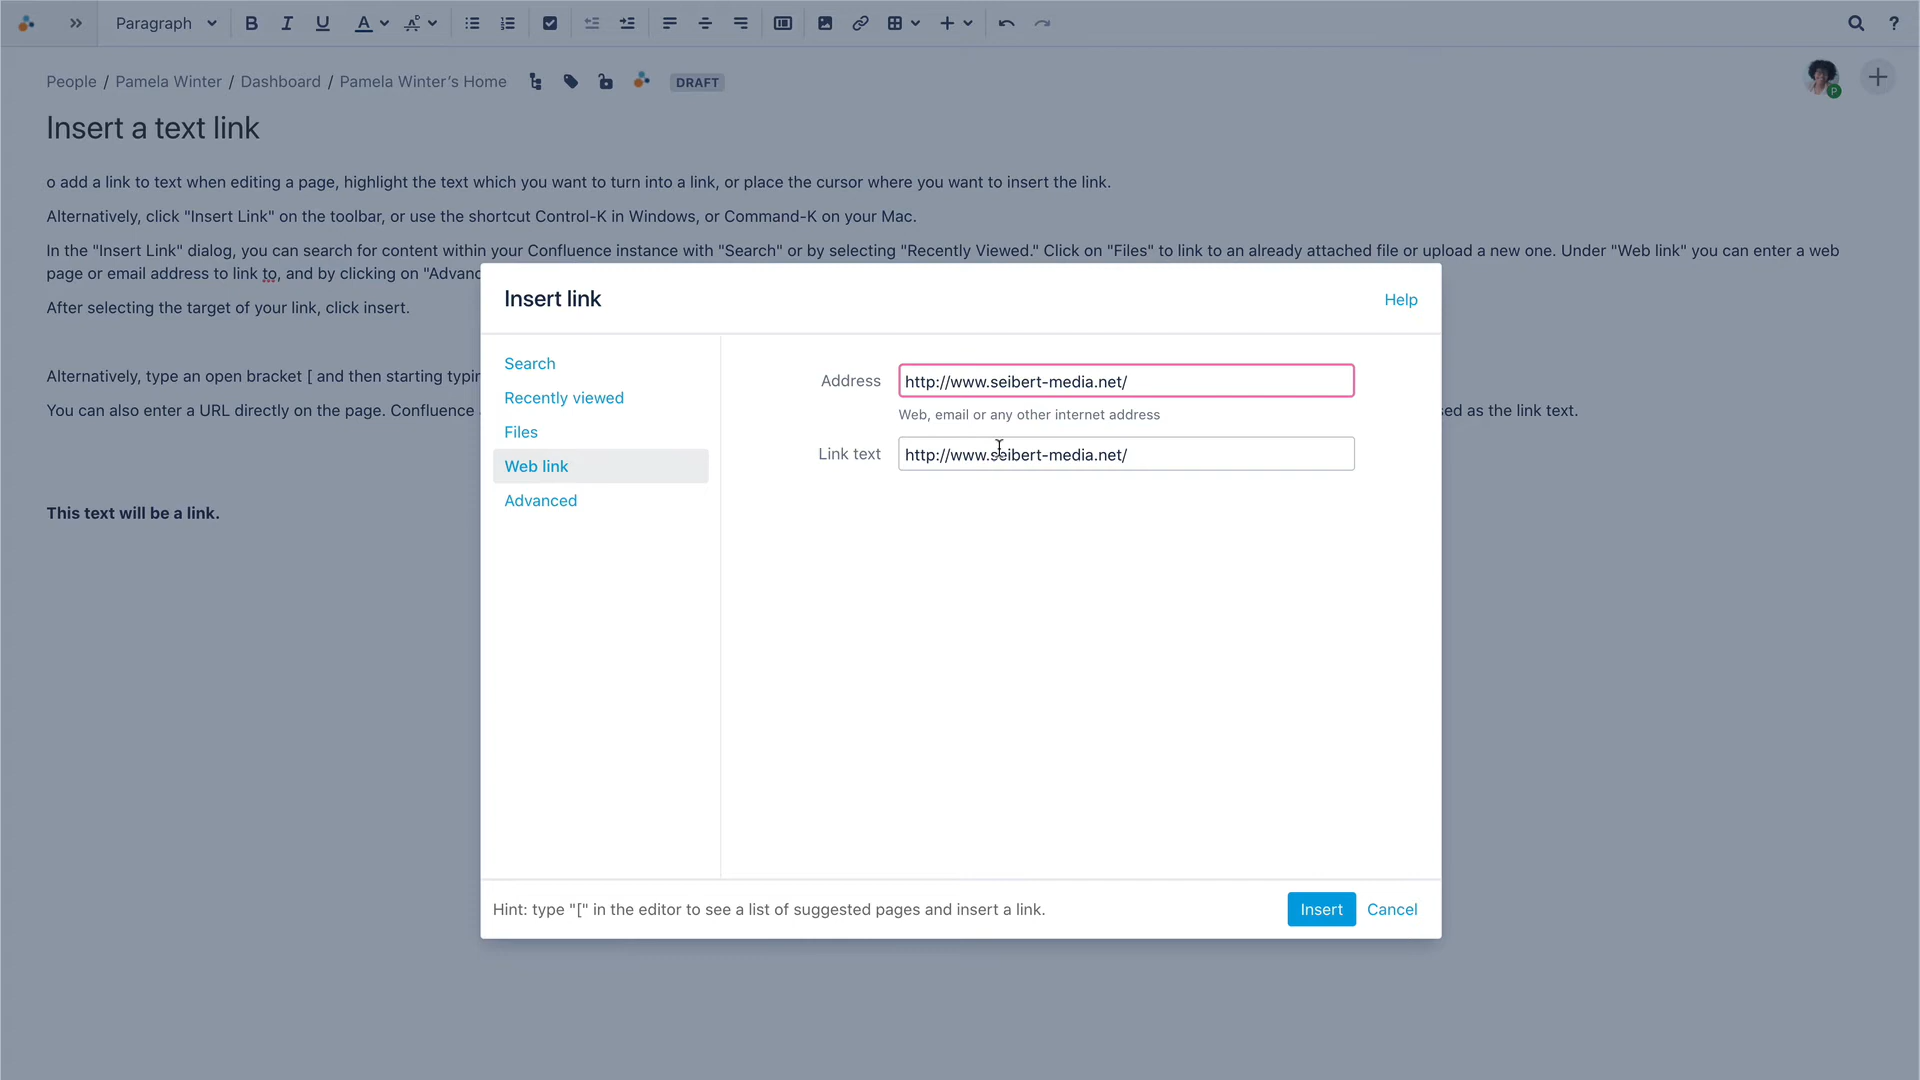 Paragraph B I U A
People / Pamela Winter / Dashboard / Pamela Winter's Home DRAFT
P
Insert a text link
o add a link to text when editing a page, highlight the text which you want to turn into a link, or place the cursor where you want to insert the link.
Alternatively, click "Insert Link" on the toolbar, or use the shortcut Control-K in Windows, or Command-K on your Mac.
In the "Insert Link" dialog, you can search for content within your Confluence instance with "Search" or by selecting "Recently Viewed." Click on "Files" to link to an already attached file or upload a new one. Under "Web link" you can enter a web
page or email address to link to, and by clicking on "Advanc
After selecting the target of your link, click insert.
Alternatively, type an open bracket [ and then starting typin
You can also enter a URL directly on the page. Confluence
ed as the link text.
This text will be a link.
Insert link
Help
Search
Recently viewed
Files
Web link
Advanced
Address http://www.seibert-media.net/
Web, email or any other internet address
Link text http://www.seibert-media.net/
Hint: type "[" in the editor to see a list of suggested pages and insert a link.
Insert Cancel